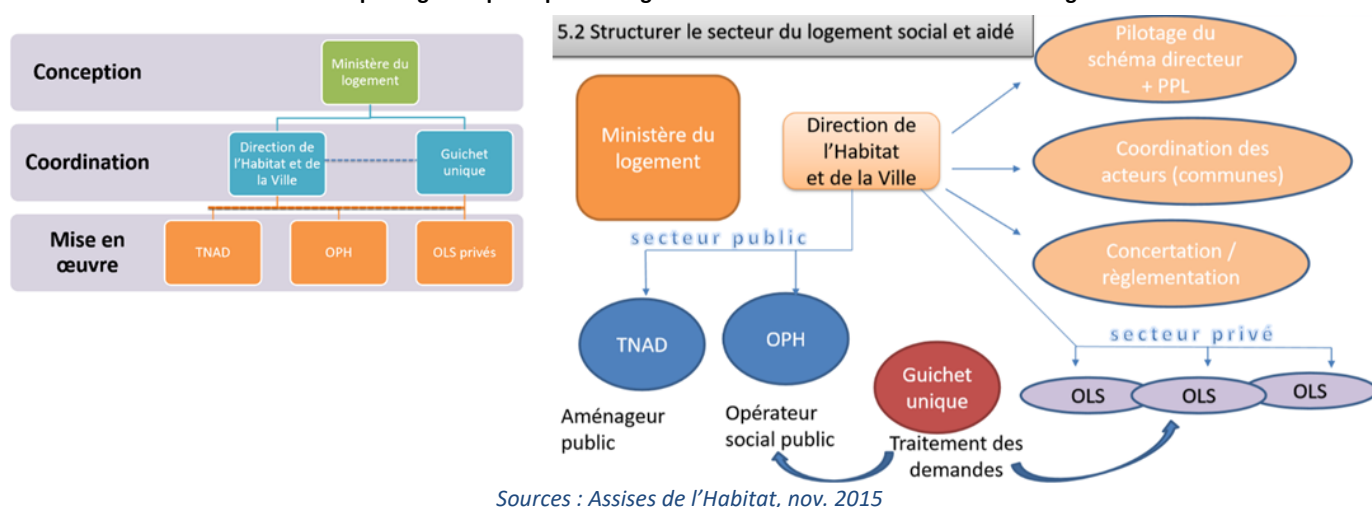 Conception
Ministère du
logement
Coordination
Direction de
l'Habitat et de
la Ville
Guichet
unique
Mise en
œuvre
TNAD
OPH
OLS privés
5.2 Structurer le secteur du logement social et aidé
Ministère du
logement
Direction de
l'Habitat
et de la Ville
Pilotage du
schéma directeur
+ PPL
Coordination des
acteurs (communes)
Concertation /
règlementation
secteur public
secteur privé
TNAD
OPH
Guichet
unique
OLS
OLS
OLS
Aménageur
public
Opérateur
social public
Traitement des
demandes
Sources : Assises de l'Habitat, nov. 2015